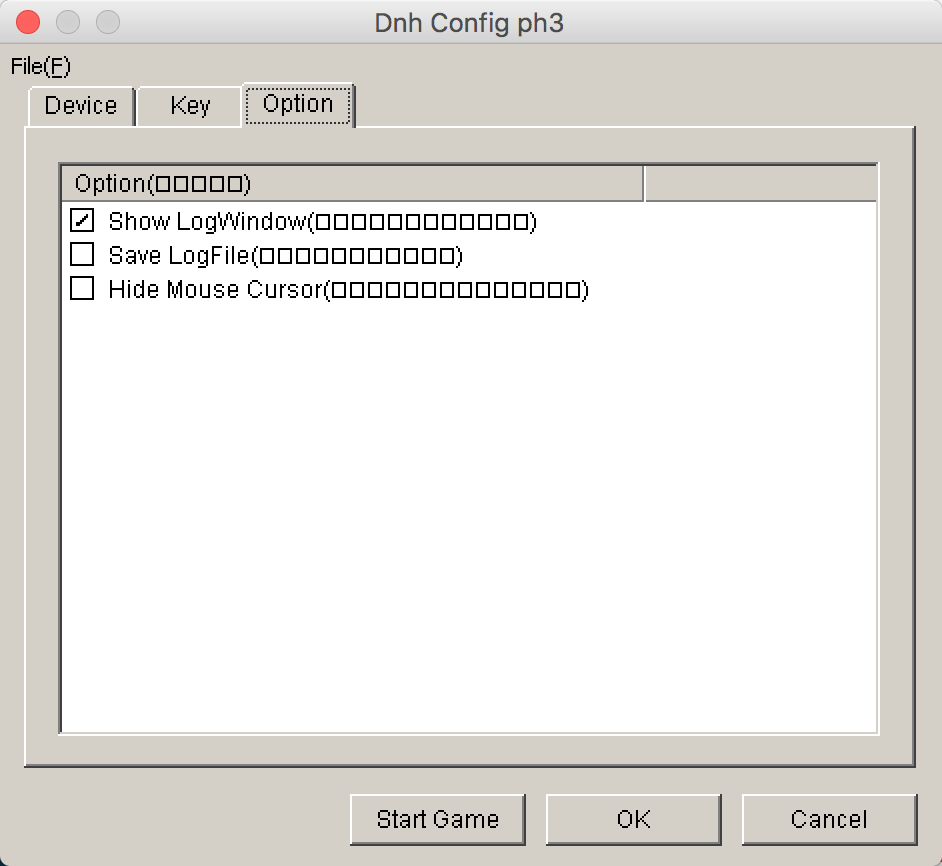 Dnh Config ph3
File(F)
Device Key Option
Option(□□□□□)
Show LogWindow(□□□□□□□□□□□□)
Save LogFile(□□□□□□□□□□□)
Hide Mouse Cursor(□□□□□□□□□□□□□□)
Start Game OK Cancel